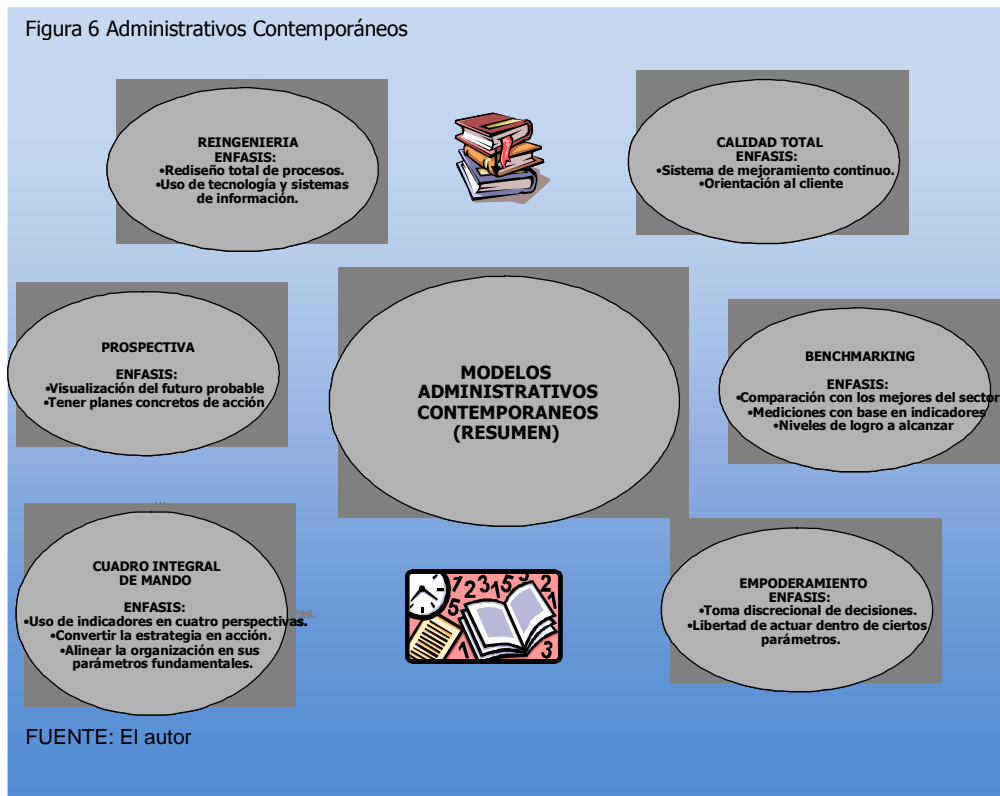 Figura 6 Administrativos Contemporáneos
REINGENIERIA
ENFASIS:
•Rediseño total de procesos.
•Uso de tecnología y sistemas
de información.
CALIDAD TOTAL
ENFASIS:
•Sistema de mejoramiento continuo.
•Orientación al cliente
PROSPECTIVA
ENFASIS:
•Visualización del futuro probable
•Tener planes concretos de acción
MODELOS
ADMINISTRATIVOS
CONTEMPORANEOS
(RESUMEN)
BENCHMARKING
ENFASIS:
•Comparación con los mejores del sector
•Mediciones con base en indicadores
•Niveles de logro a alcanzar
CUADRO INTEGRAL
DE MANDO
ENFASIS:
•Uso de indicadores en cuatro perspectivas.
•Convertir la estrategia en acción.
•Alinear la organización en sus
parámetros fundamentales.
EMPODERAMIENTO
ENFASIS:
•Toma discrecional de decisiones.
•Libertad de actuar dentro de ciertos
parámetros.
FUENTE: El autor